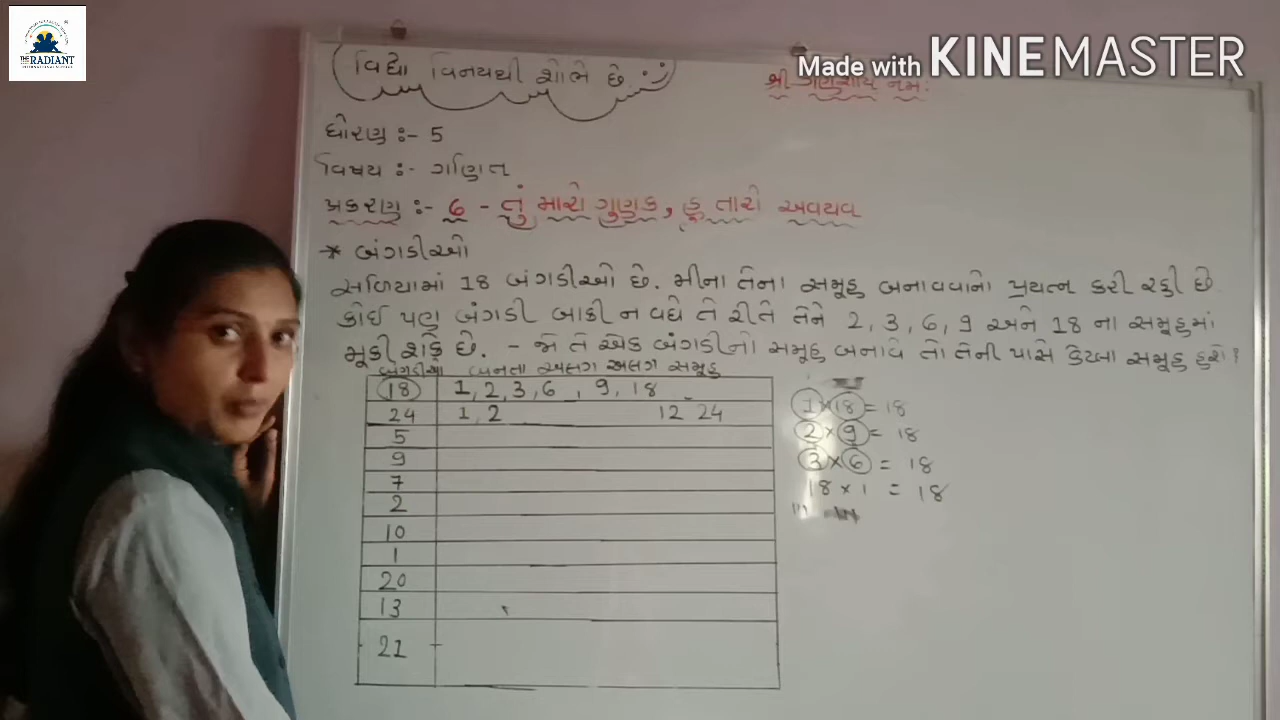 THE RADIANT
Made with KINEMASTER
વિદ્યા વિનયથી શોભે છે.
શ્રી ગણેશાય નમઃ
ધોરણ :- 5
વિષય :- ગણિત
પ્રકરણ :- 6 - તું મારો ગુણક, હું તારો અવયવ
* બંગડીઓ
સળિયામાં 18 બંગડીઓ છે. મીના તેના સમૂહ બનાવવાનો પ્રયત્ન કરી રહી છે
કોઈ પણ બંગડી બાકી ન વધે તે રીતે તેને 2, 3, 6, 9 અને 18 ના સમૂહમાં
મૂકી શકે છે. - જો તે એક બંગડીનો સમૂહ બનાવે તો તેની પાસે કેટલા સમૂહ હશે?
બંગડીઓ બનતા અલગ અલગ સમૂહ
18 1, 2, 3, 6 , 9, 18
24 1, 2 12 24
5
9
7
2
10
1
20
13
21
1 × 18 = 18
2 × 9 = 18
3 × 6 = 18
18 × 1 = 18